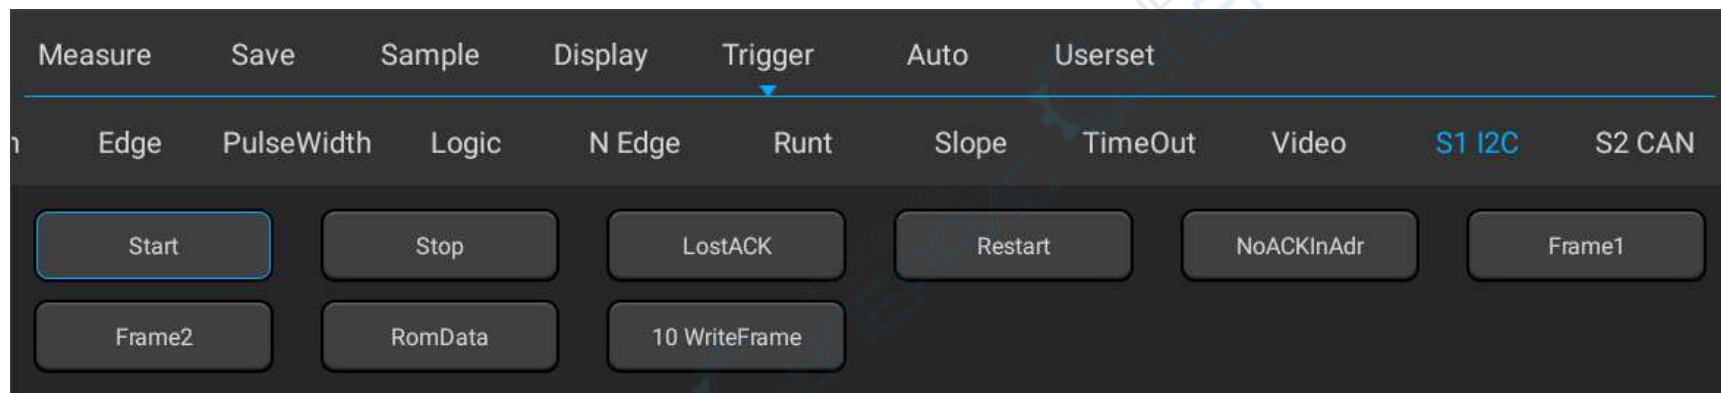 Measure Save Sample Display Trigger Auto Userset
n Edge PulseWidth Logic N Edge Runt Slope TimeOut Video S1 I2C S2 CAN
Start Stop LostACK Restart NoACKInAdr Frame1
Frame2 RomData 10 WriteFrame